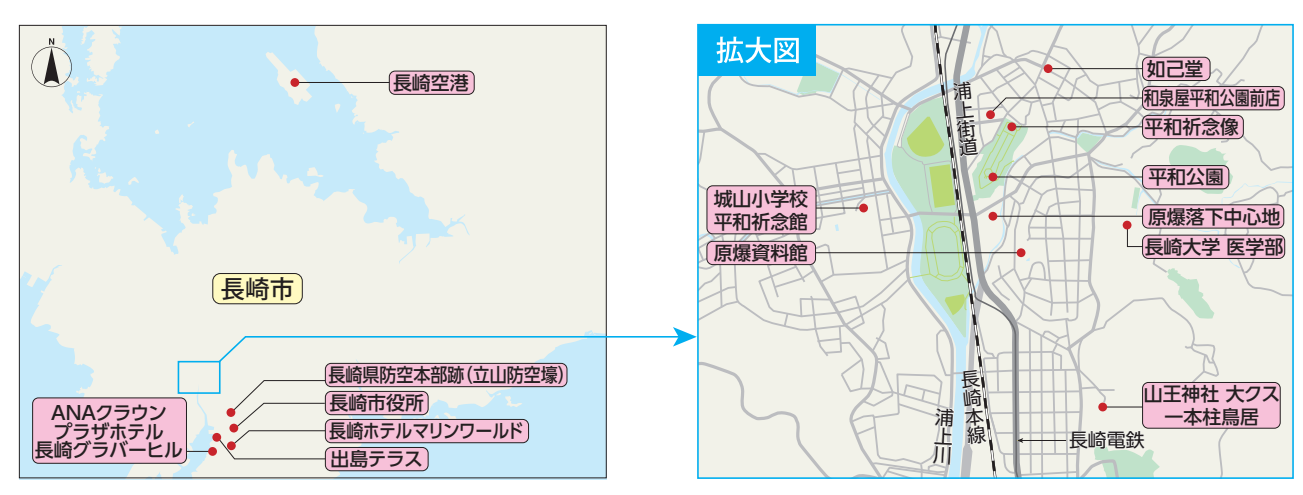 N
長崎空港
長崎市
長崎県防空本部跡(立山防空壕)
長崎市役所
長崎ホテルマリンワールド
出島テラス
ANAクラウン
プラザホテル
長崎グラバーヒル
拡大図
浦上街道
如己堂
和泉屋平和公園前店
平和祈念像
平和公園
城山小学校
平和祈念館
原爆資料館
原爆落下中心地
長崎大学 医学部
山王神社 大クス
一本柱鳥居
長崎本線
浦上川
長崎電鉄